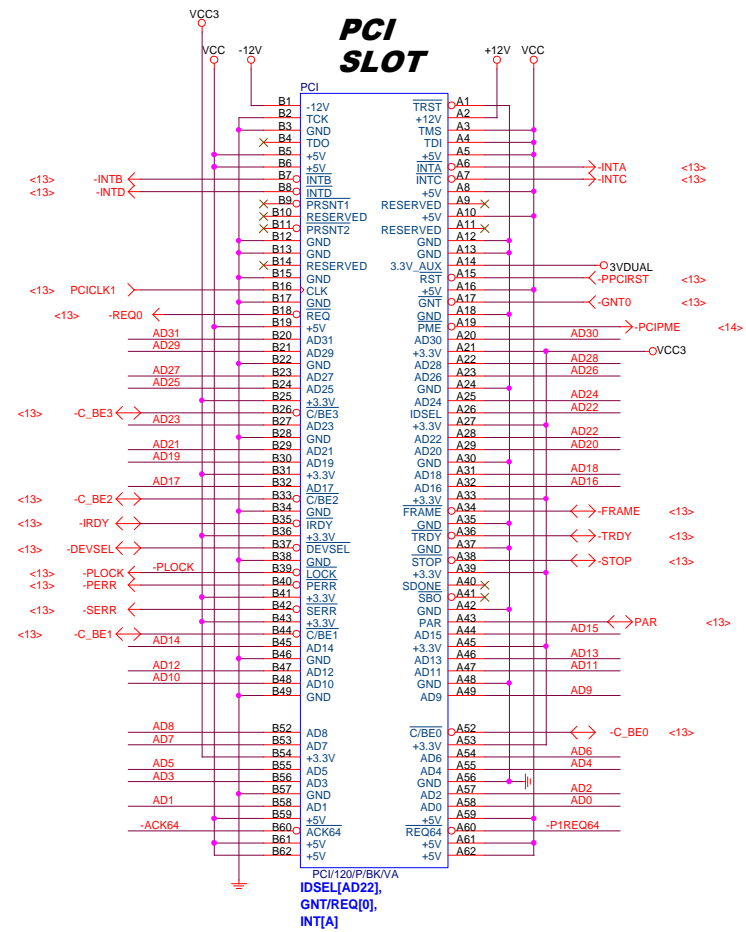 VCC3
PCI
SLOT
VCC -12V +12V VCC
PCI
B1 -12V TRST A1
B2 TCK +12V A2
B3 GND TMS A3
B4 TDO TDI A4
B5 +5V +5V A5
B6 +5V INTA A6 -INTA <13>
<13> -INTB B7 INTB INTC A7 -INTC <13>
<13> -INTD B8 INTD +5V A8
B9 PRSNT1 RESERVED A9
B10 RESERVED +5V A10
B11 PRSNT2 RESERVED A11
B12 GND GND A12
B13 GND GND A13
B14 RESERVED 3.3V_AUX A14 3VDUAL
B15 GND RST A15 -PPCIRST <13>
<13> PCICLK1 B16 CLK +5V A16
B17 GND GNT A17 -GNT0 <13>
<13> -REQ0 B18 REQ GND A18
B19 +5V PME A19 -PCIPME <14>
AD31 B20 AD31 AD30 A20 AD30
AD29 B21 AD29 +3.3V A21 VCC3
B22 GND AD28 A22 AD28
AD27 B23 AD27 AD26 A23 AD26
AD25 B24 AD25 GND A24
B25 +3.3V AD24 A25 AD24
<13> -C_BE3 B26 C/BE3 IDSEL A26 AD22
AD23 B27 AD23 +3.3V A27
B28 GND AD22 A28 AD22
AD21 B29 AD21 AD20 A29 AD20
AD19 B30 AD19 GND A30
B31 +3.3V AD18 A31 AD18
AD17 B32 AD17 AD16 A32 AD16
<13> -C_BE2 B33 C/BE2 +3.3V A33
B34 GND FRAME A34 -FRAME <13>
<13> -IRDY B35 IRDY GND A35
B36 +3.3V TRDY A36 -TRDY <13>
<13> -DEVSEL B37 DEVSEL GND A37
B38 GND STOP A38 -STOP <13>
<13> -PLOCK -PLOCK B39 LOCK +3.3V A39
<13> -PERR B40 PERR SDONE A40
B41 +3.3V SBO A41
<13> -SERR B42 SERR GND A42
B43 +3.3V PAR A43 PAR <13>
<13> -C_BE1 B44 C/BE1 AD15 A44 AD15
AD14 B45 AD14 +3.3V A45
B46 GND AD13 A46 AD13
AD12 B47 AD12 AD11 A47 AD11
AD10 B48 AD10 GND A48
B49 GND AD9 A49 AD9
AD8 B52 AD8 C/BE0 A52 -C_BE0 <13>
AD7 B53 AD7 +3.3V A53
B54 +3.3V AD6 A54 AD6
AD5 B55 AD5 AD4 A55 AD4
AD3 B56 AD3 GND A56
B57 GND AD2 A57 AD2
AD1 B58 AD1 AD0 A58 AD0
B59 +5V +5V A59
-ACK64 B60 ACK64 REQ64 A60 -P1REQ64
B61 +5V +5V A61
B62 +5V +5V A62
PCI/120/P/BK/VA
IDSEL[AD22],
GNT/REQ[0],
INT[A]